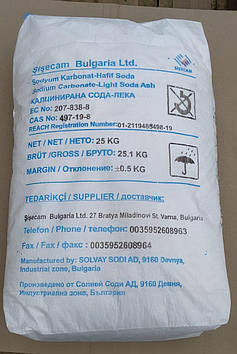 Şişecam Bulgaria Ltd.
ŞİŞECAM
Sodyum Karbonat-Hafif Soda
Sodium Carbonate-Light Soda Ash
КАЛЦИНИРАНА СОДА-ЛЕКА
EC No: 207-838-8
CAS No: 497-19-8
REACH Registration Number:01-2119485498-19
NET / NET / НЕТО: 25 KG
BRÜT/GROSS / БРУТО: 25,1 KG
MARGIN / Отклонение: ±0.5 KG
TEDARİKÇİ / SUPPLIER / доставчик:
Şişecam Bulgaria Ltd. 27 Bratya Miladinovi St. Varna, Bulgaria
Telefon / Phone / телефон: 0035952608963
Fax / Fax / факс : 0035952608964
Manufactured by: SOLVAY SODI AD, 9160 Devnya,
Industrial zone, Bulgaria
Произведено от Солвей Соди АД, 9160 Девня,
Индустриална зона, България